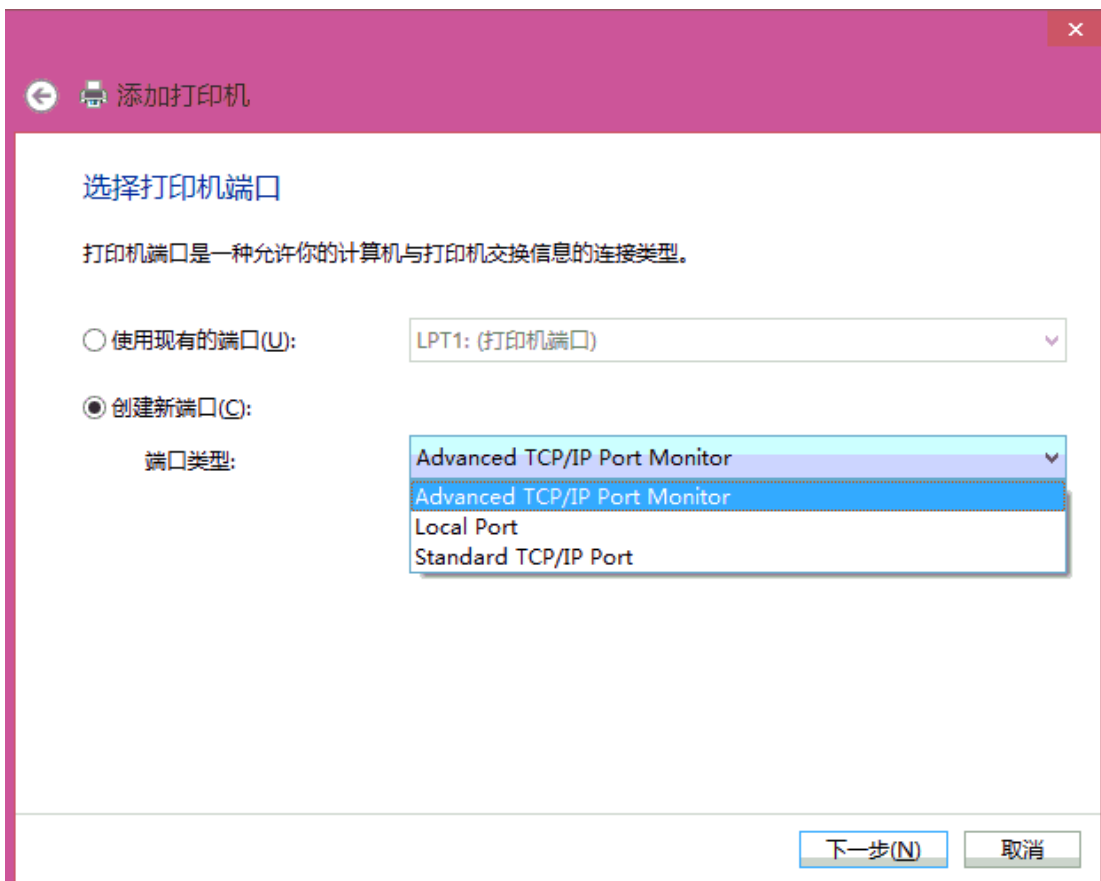 添加打印机
选择打印机端口
打印机端口是一种允许你的计算机与打印机交换信息的连接类型。
使用现有的端口(U): LPT1: (打印机端口)
创建新端口(C):
端口类型: Advanced TCP/IP Port Monitor
Advanced TCP/IP Port Monitor
Local Port
Standard TCP/IP Port
下一步(N) 取消